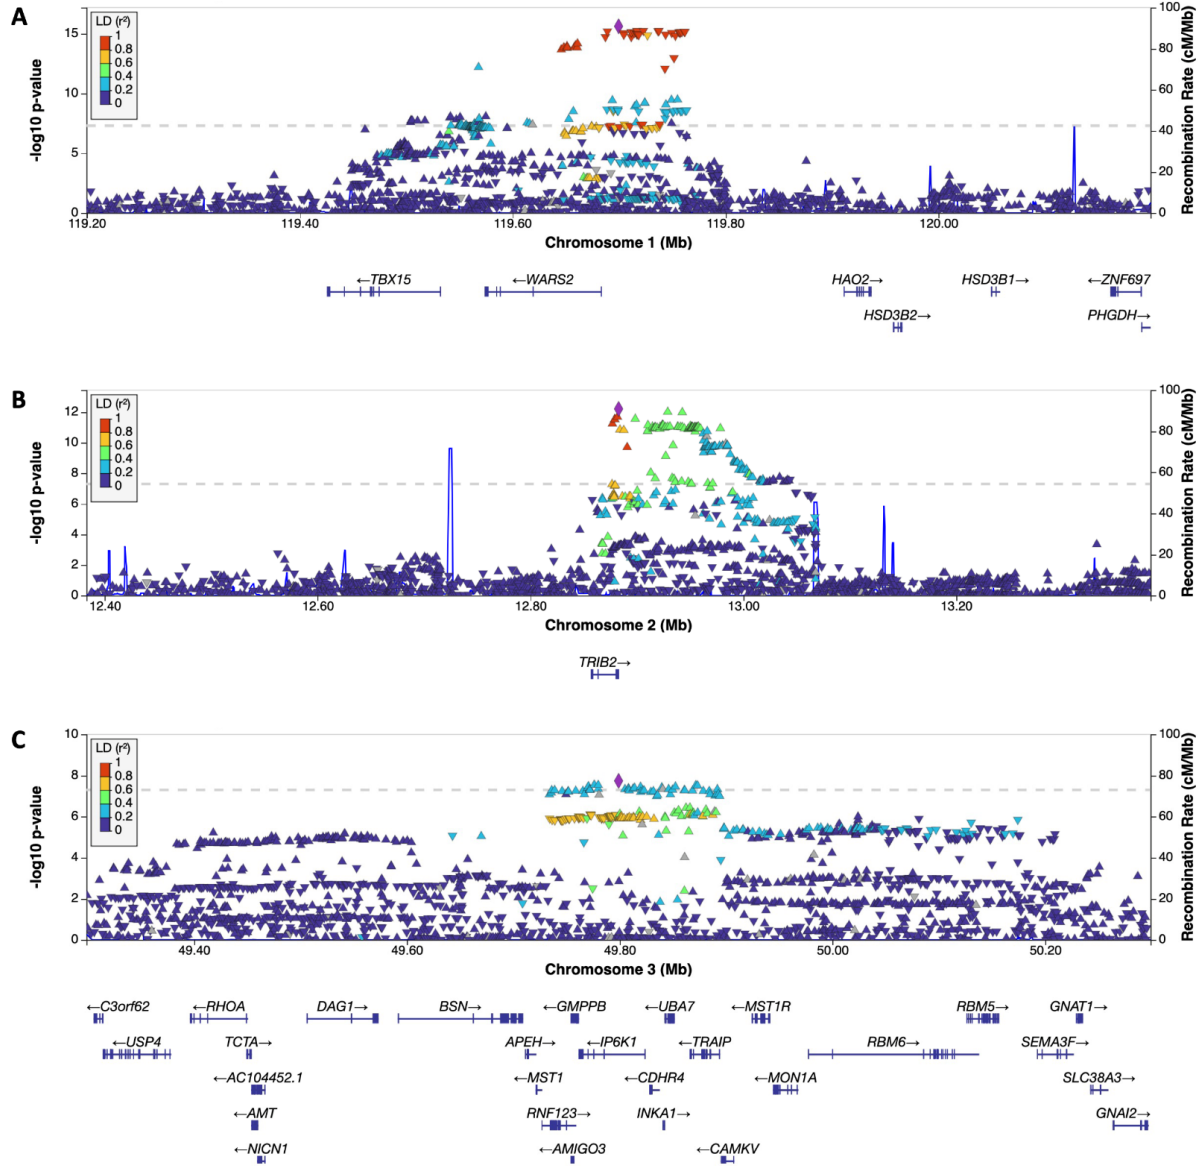 A
LD (r²)
1
0.8
0.6
0.4
0.2
0
15
10
5
0
-log10 p-value
100
80
60
40
20
0
Recombination Rate (cM/Mb)
119.20 119.40 119.60 119.80 120.00
Chromosome 1 (Mb)
←TBX15 ←WARS2 HAO2→ HSD3B1→ ←ZNF697
HSD3B2→ PHGDH→
B
LD (r²)
1
0.8
0.6
0.4
0.2
0
12
10
8
6
4
2
0
-log10 p-value
100
80
60
40
20
0
Recombination Rate (cM/Mb)
12.40 12.60 12.80 13.00 13.20
Chromosome 2 (Mb)
TRIB2→
C
LD (r²)
1
0.8
0.6
0.4
0.2
0
10
8
6
4
2
0
-log10 p-value
100
80
60
40
20
0
Recombination Rate (cM/Mb)
49.40 49.60 49.80 50.00 50.20
Chromosome 3 (Mb)
←C3orf62 ←RHOA DAG1→ BSN→ ←GMPPB ←UBA7 ←MST1R RBM5→ GNAT1→
←USP4 TCTA→ APEH→ ←IP6K1 ←TRAIP RBM6→ SEMA3F→
←AC104452.1 ←MST1 ←CDHR4 ←MON1A SLC38A3→
←AMT RNF123→ INKA1→ GNAI2→
←NICN1 ←AMIGO3 ←CAMKV